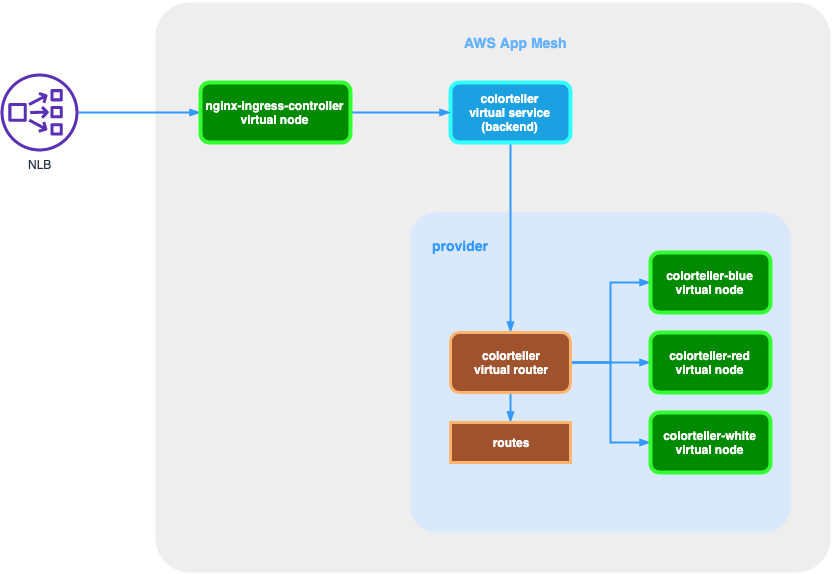 AWS App Mesh
nginx-ingress-controller
virtual node
colorteller
virtual service
(backend)
NLB
provider
colorteller-blue
virtual node
colorteller
virtual router
colorteller-red
virtual node
routes
colorteller-white
virtual node